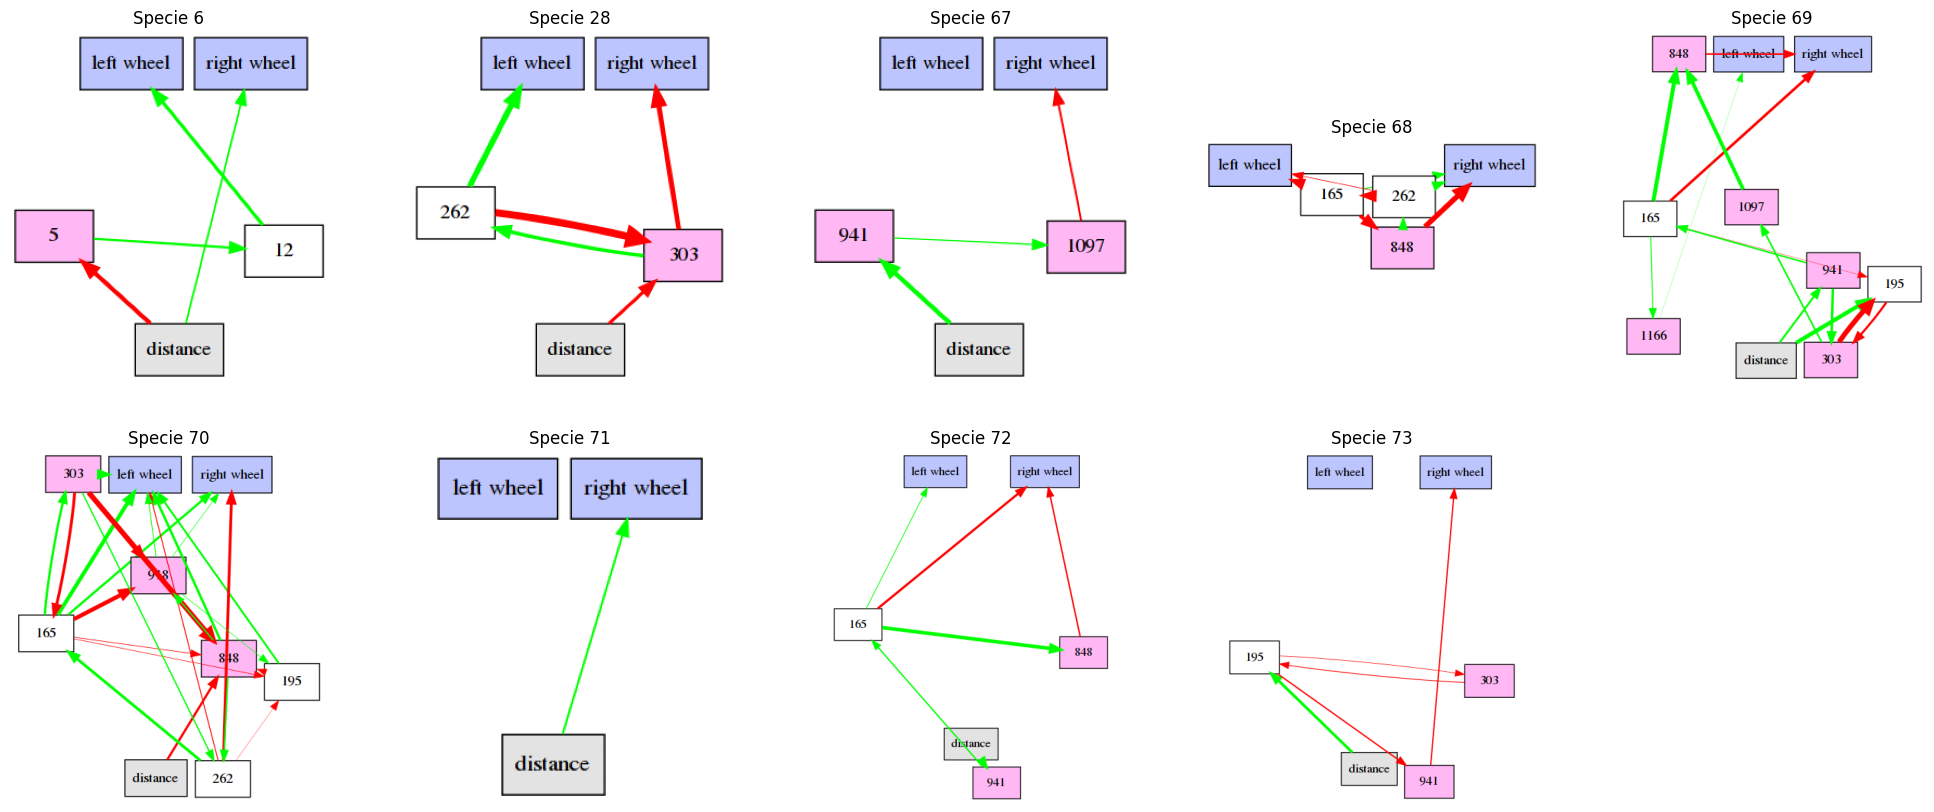 Specie 6
left wheel
right wheel
5
12
distance
Specie 28
left wheel
right wheel
262
303
distance
Specie 67
left wheel
right wheel
941
1097
distance
Specie 68
left wheel
right wheel
165
262
848
Specie 69
848
left wheel
right wheel
165
1097
941
195
1166
distance
303
Specie 70
303
left wheel
right wheel
165
848
195
distance
262
Specie 71
left wheel
right wheel
distance
Specie 72
left wheel
right wheel
165
848
distance
941
Specie 73
left wheel
right wheel
195
303
distance
941